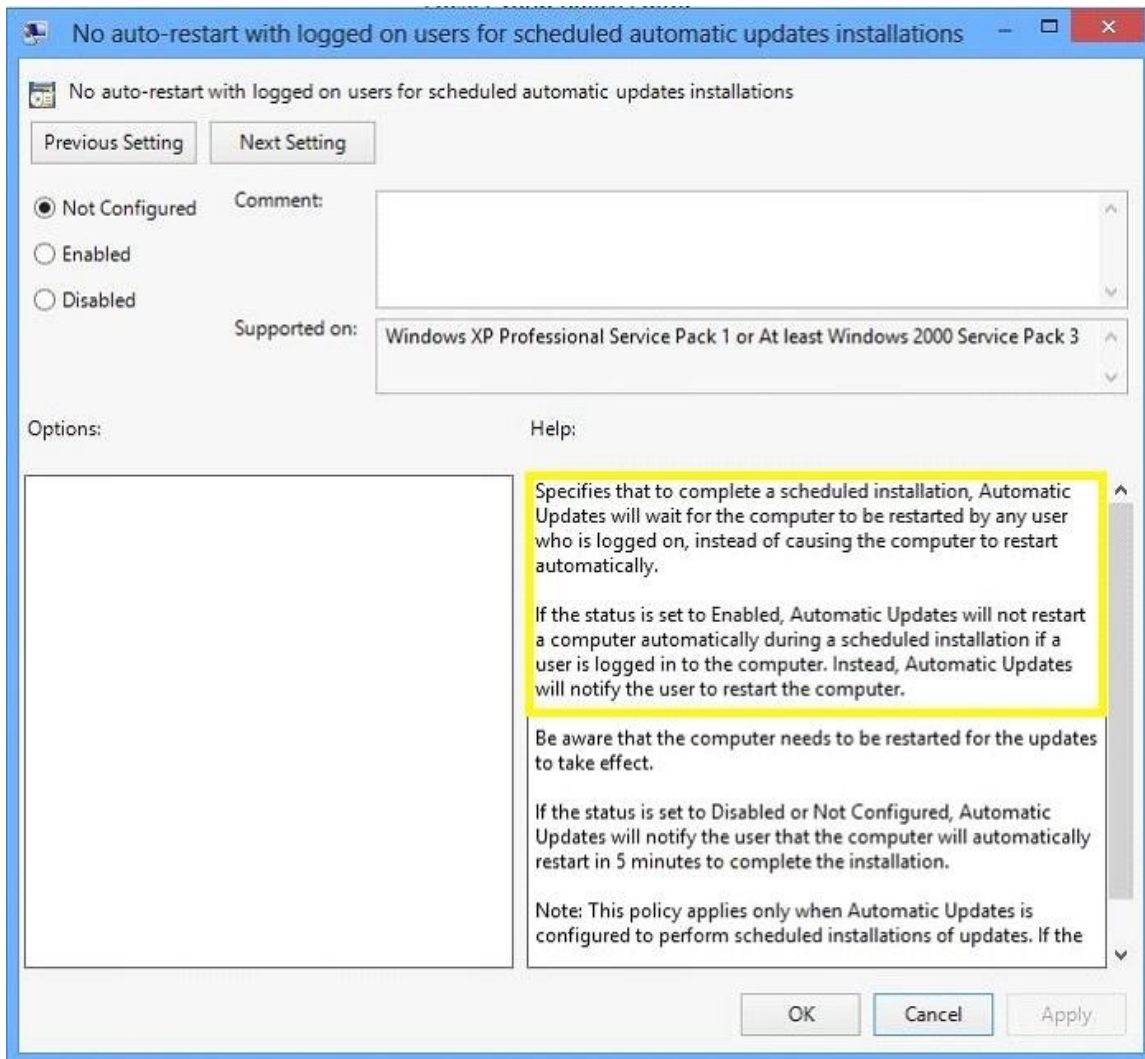 No auto-restart with logged on users for scheduled automatic updates installations
No auto-restart with logged on users for scheduled automatic updates installations
Previous Setting
Next Setting
Not Configured
Comment:
Enabled
Disabled
Supported on:
Windows XP Professional Service Pack 1 or At least Windows 2000 Service Pack 3
Options:
Help:
Specifies that to complete a scheduled installation, Automatic
Updates will wait for the computer to be restarted by any user
who is logged on, instead of causing the computer to restart
automatically.
If the status is set to Enabled, Automatic Updates will not restart
a computer automatically during a scheduled installation if a
user is logged in to the computer. Instead, Automatic Updates
will notify the user to restart the computer.
Be aware that the computer needs to be restarted for the updates
to take effect.
If the status is set to Disabled or Not Configured, Automatic
Updates will notify the user that the computer will automatically
restart in 5 minutes to complete the installation.
Note: This policy applies only when Automatic Updates is
configured to perform scheduled installations of updates. If the
OK
Cancel
Apply